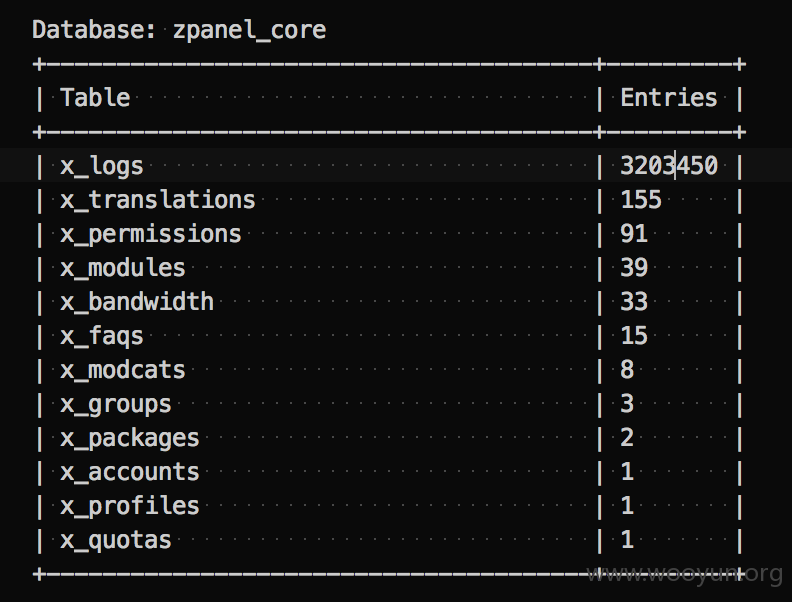 Database: zpanel_core
+---------------------------------------+----------+
| Table | Entries |
+---------------------------------------+----------+
| x_logs | 3203450 |
| x_translations | 155 |
| x_permissions | 91 |
| x_modules | 39 |
| x_bandwidth | 33 |
| x_faqs | 15 |
| x_modcats | 8 |
| x_groups | 3 |
| x_packages | 2 |
| x_accounts | 1 |
| x_profiles | 1 |
| x_quotas | 1 |
+---------------------------------------+----------+
www.wooyun.org